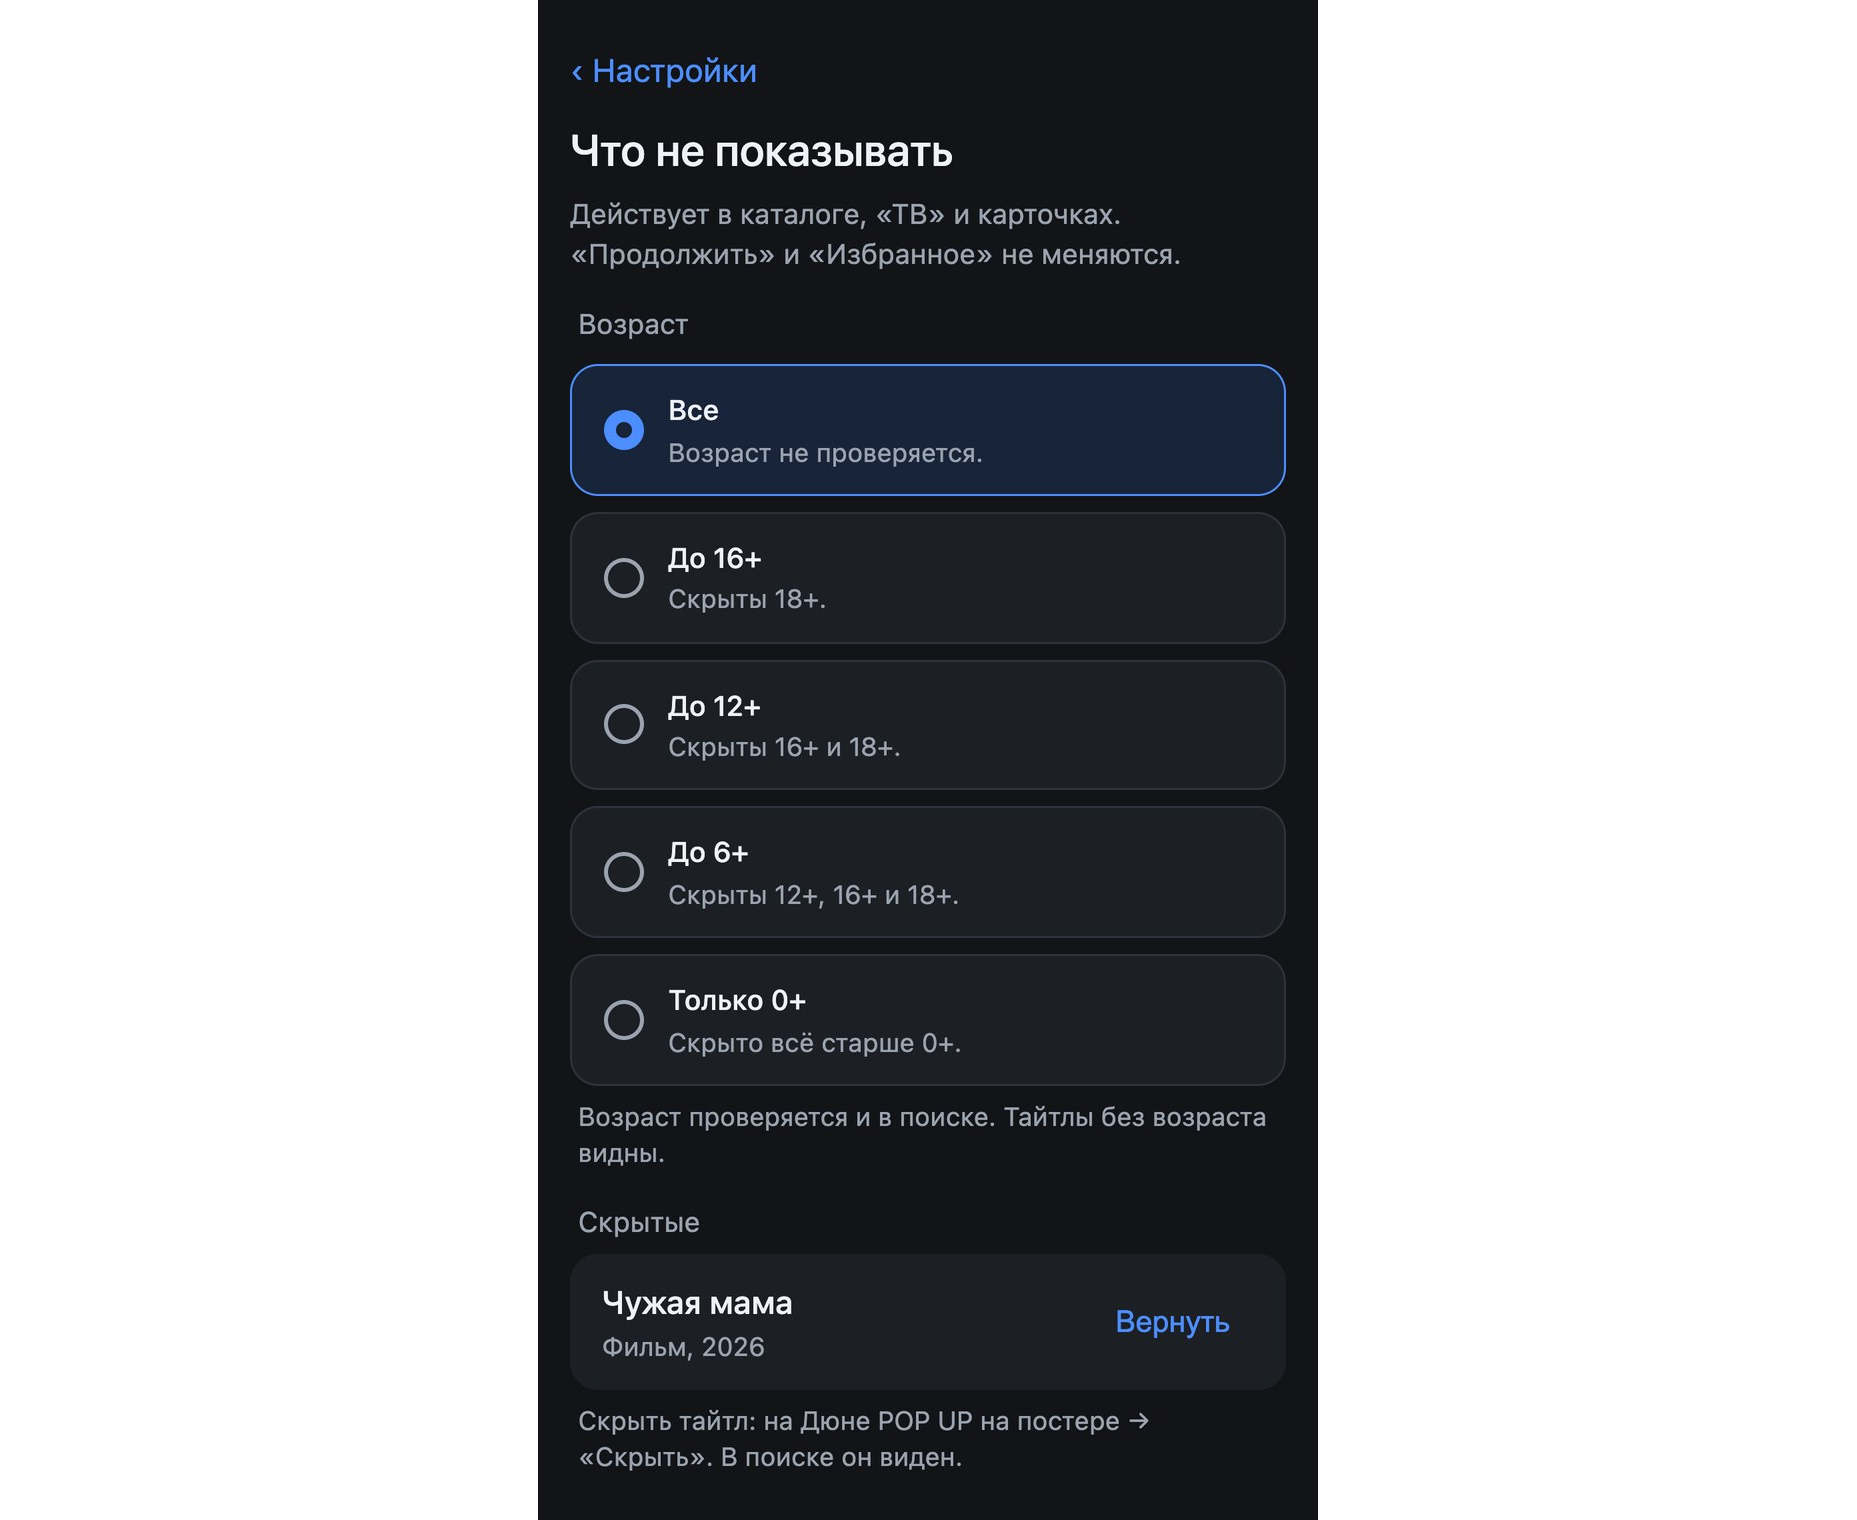 ‹ Настройки
Что не показывать
Действует в каталоге, «ТВ» и карточках.
«Продолжить» и «Избранное» не меняются.
Возраст
Все
Возраст не проверяется.
До 16+
Скрыты 18+.
До 12+
Скрыты 16+ и 18+.
До 6+
Скрыты 12+, 16+ и 18+.
Только 0+
Скрыто всё старше 0+.
Возраст проверяется и в поиске. Тайтлы без возраста
видны.
Скрытые
Чужая мама
Фильм, 2026
Вернуть
Скрыть тайтл: на Дюне POP UP на постере →
«Скрыть». В поиске он виден.